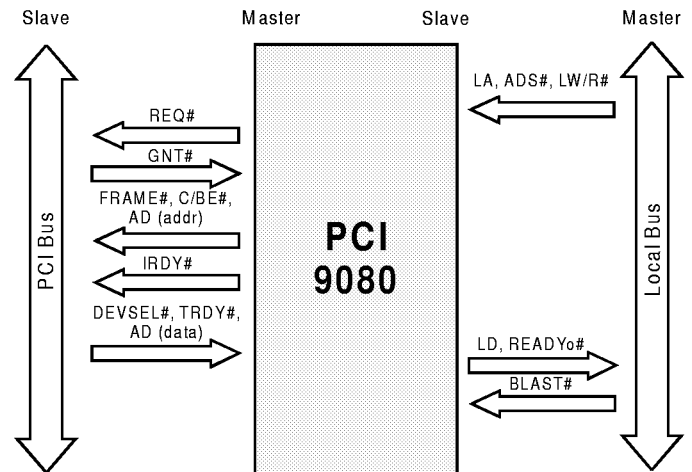 Slave
Master
Slave
Master
LA, ADS#, LW/R#
REQ#
GNT#
FRAME#, C/BE#,
AD (addr)
PCI Bus
PCI
9080
Local Bus
IRDY#
DEVSEL#, TRDY#,
AD (data)
LD, READYo#
BLAST#